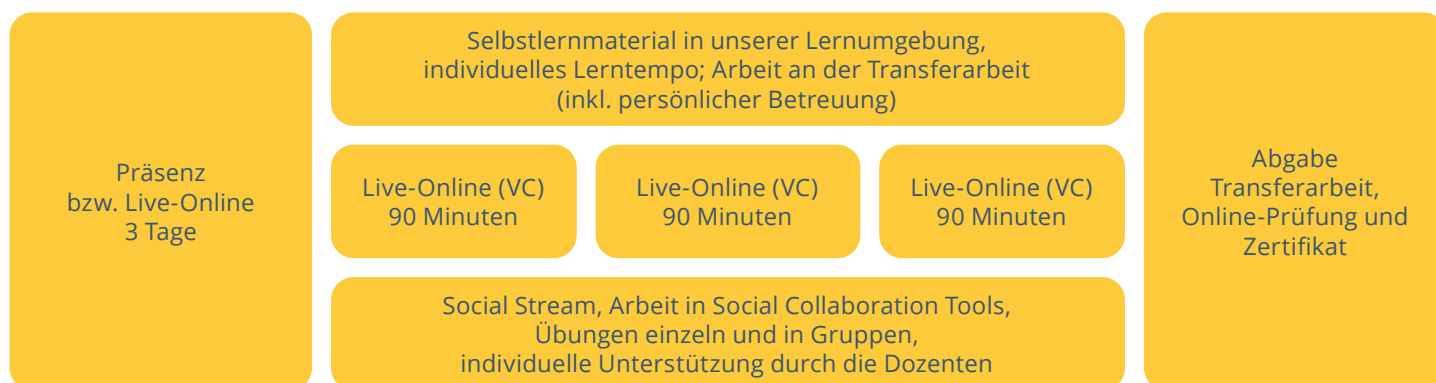 Präsenz
bzw. Live-Online
3 Tage
Selbstlernmaterial in unserer Lernumgebung,
individuelles Lerntempo; Arbeit an der Transferarbeit
(inkl. persönlicher Betreuung)
Live-Online (VC)
90 Minuten
Live-Online (VC)
90 Minuten
Live-Online (VC)
90 Minuten
Social Stream, Arbeit in Social Collaboration Tools,
Übungen einzeln und in Gruppen,
individuelle Unterstützung durch die Dozenten
Abgabe
Transferarbeit,
Online-Prüfung und
Zertifikat